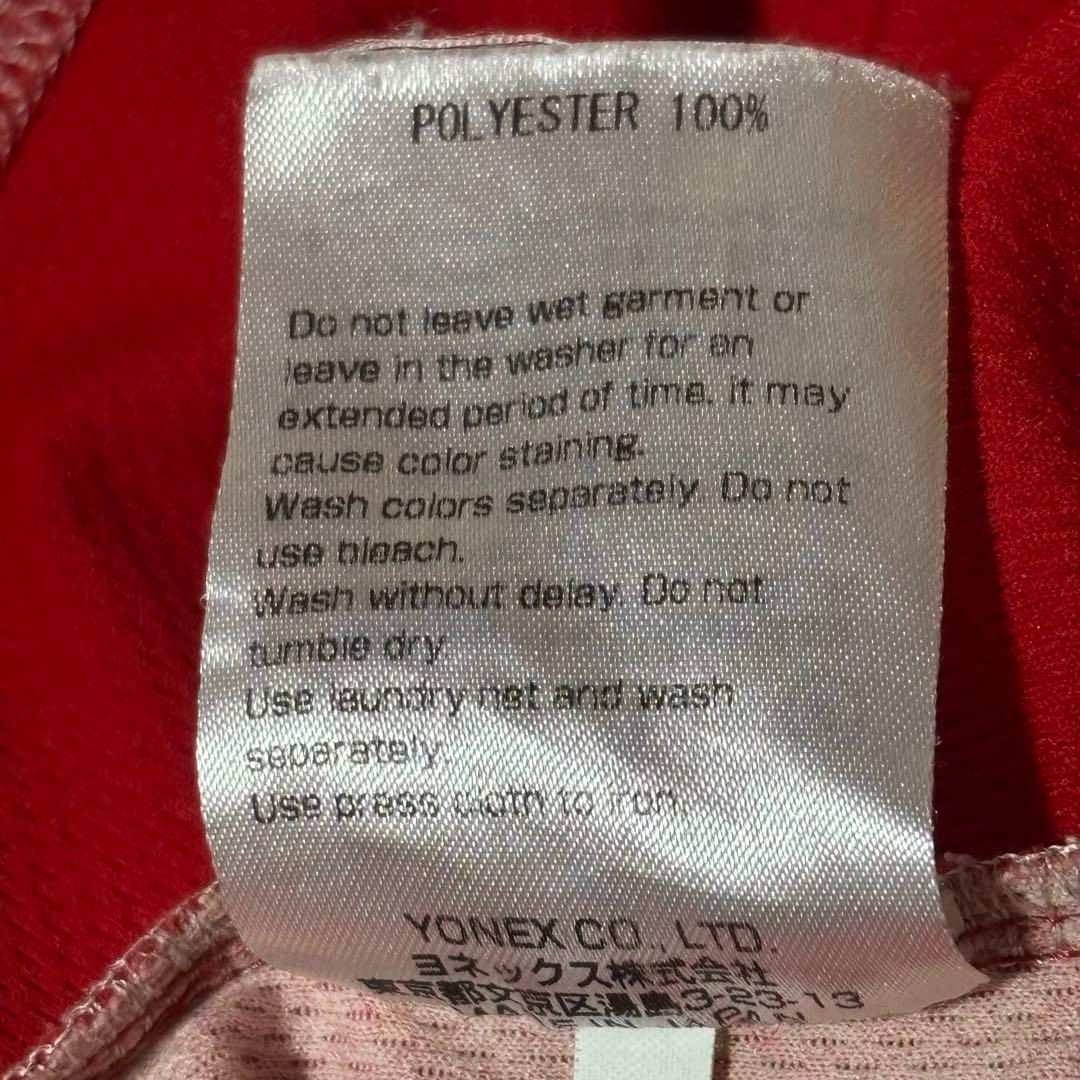 POLYESTER 100%
Do not leave wet garment or
leave in the washer for an
extended period of time. it may
cause color staining.
Wash colors separately. Do not
use bleach.
Wash without delay. Do not
tumble dry
Use laundry net and wash
separately.
Use press cloth to iron.
YONEX CO., LTD.
ヨネックス株式会社
東京都文京区湯島3-23-13
MADE IN JAPAN